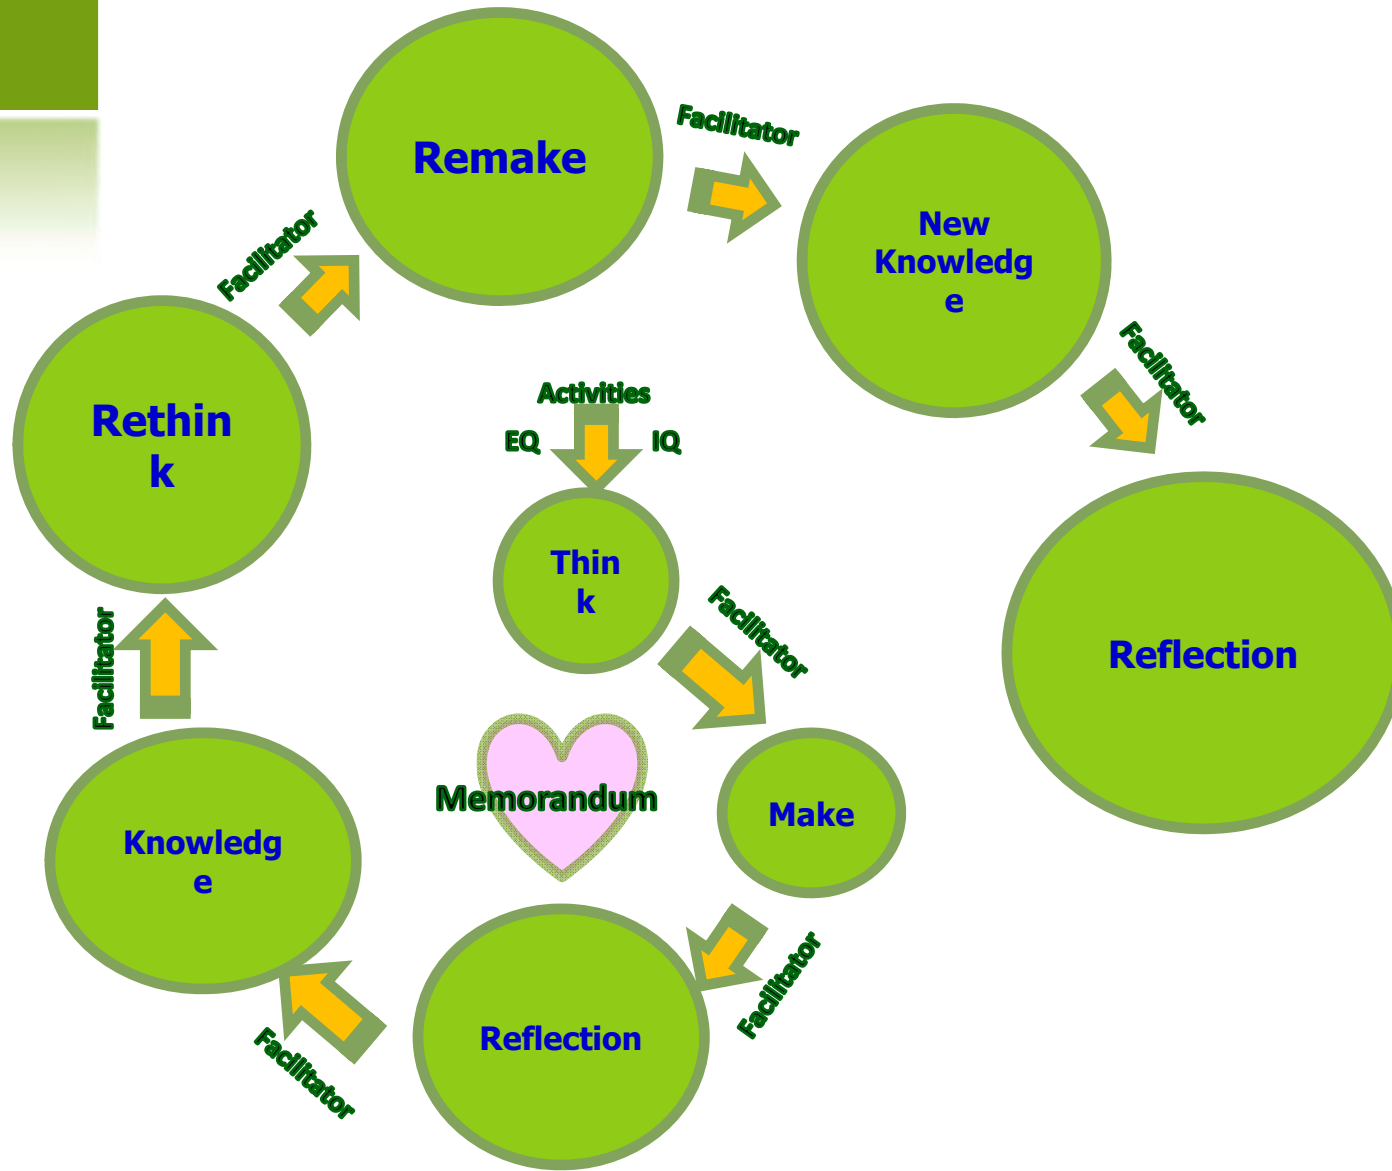 Remake
Facilitator
New
Knowledg
e
Facilitator
Facilitator
Rethin
k
Activities
EQ
IQ
Thin
k
Facilitator
Reflection
Facilitator
Memorandum
Make
Knowledg
e
Facilitator
Reflection
Facilitator